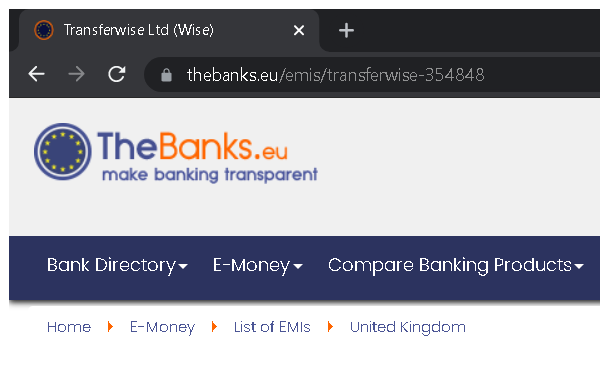 Transferwise Ltd (Wise)
thebanks.eu/emis/transferwise-354848
TheBanks.eu
make banking transparent
Bank Directory E-Money Compare Banking Products
Home E-Money List of EMIs United Kingdom